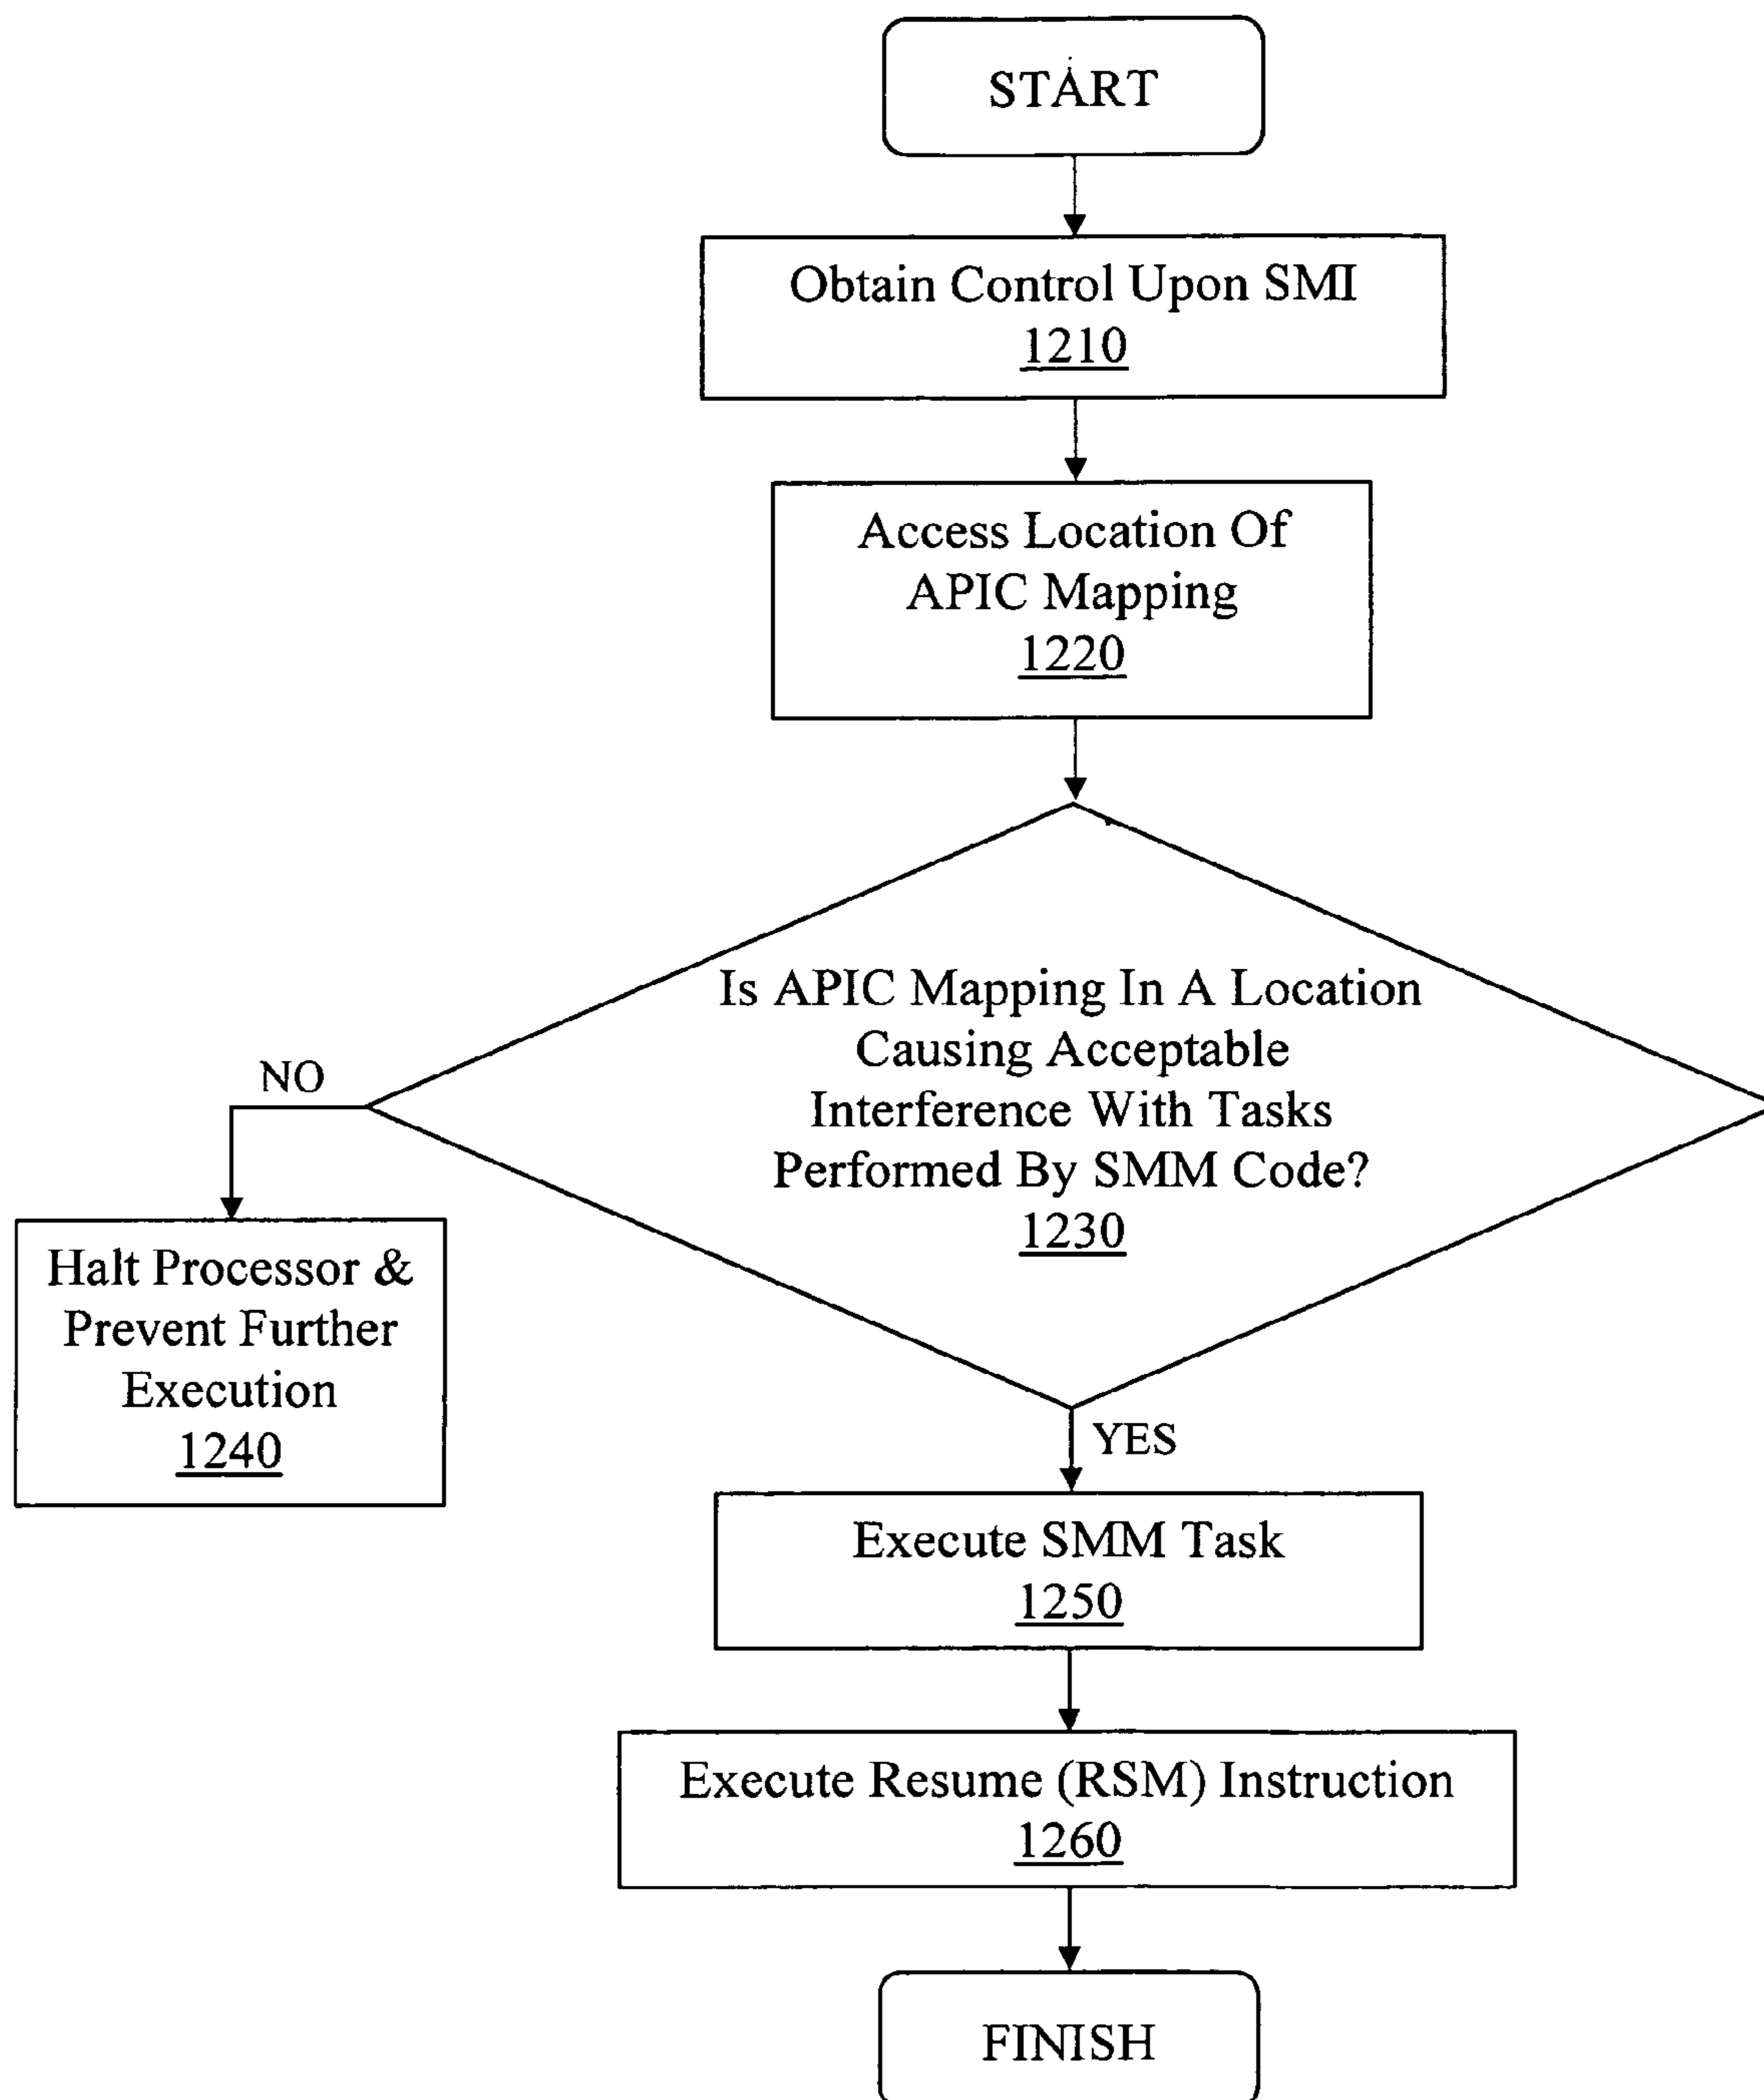 START
Obtain Control Upon SMI
1210
Access Location Of
APIC Mapping
1220
Is APIC Mapping In A Location
Causing Acceptable
Interference With Tasks
Performed By SMM Code?
1230
NO
Halt Processor &
Prevent Further
Execution
1240
YES
Execute SMM Task
1250
Execute Resume (RSM) Instruction
1260
FINISH